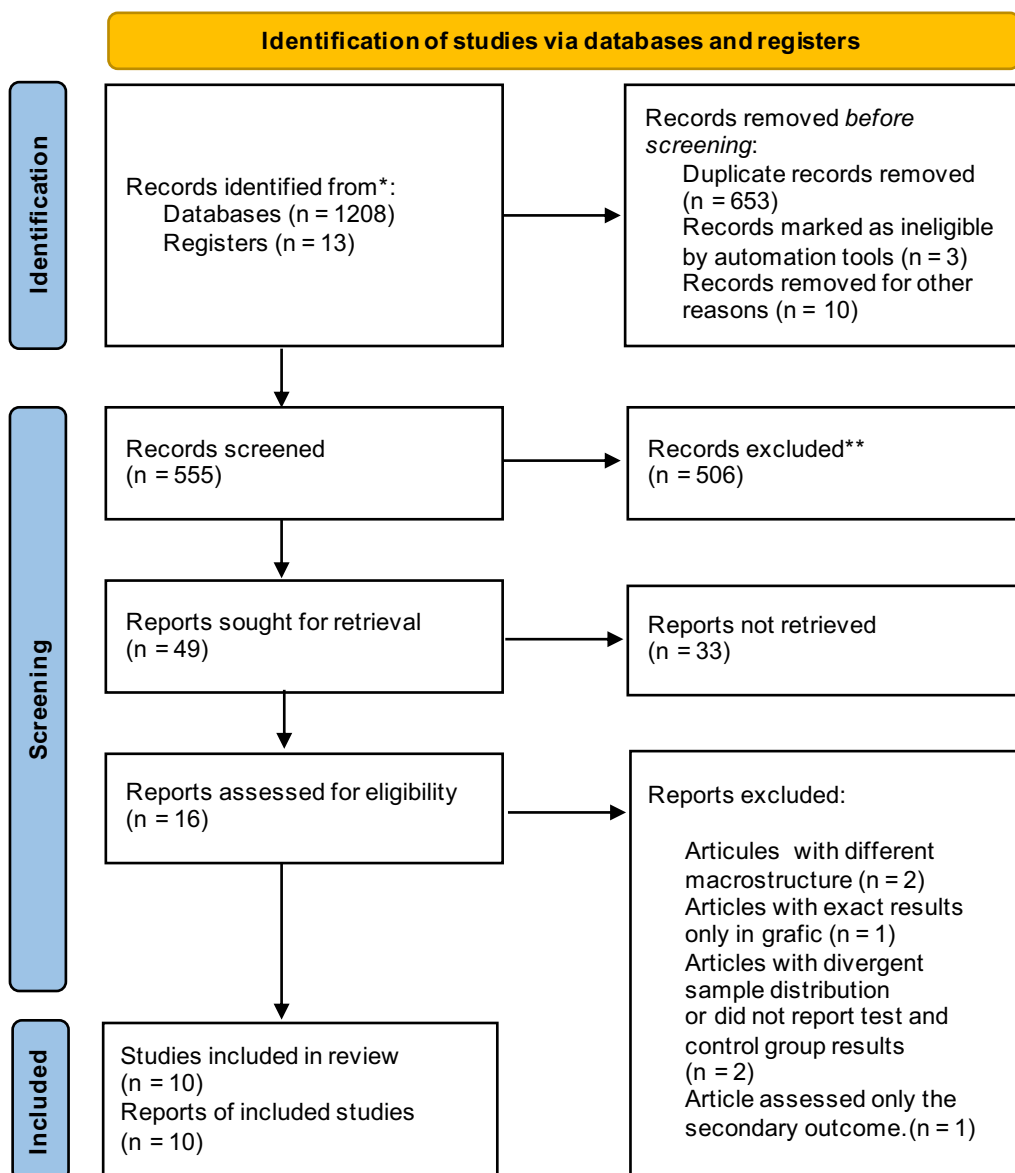 Identification of studies via databases and registers
Identification
Records identified from*:
Databases (n = 1208)
Registers (n = 13)
Records removed before
screening:
Duplicate records removed
(n = 653)
Records marked as ineligible
by automation tools (n = 3)
Records removed for other
reasons (n = 10)
Screening
Records screened
(n = 555)
Records excluded**
(n = 506)
Reports sought for retrieval
(n = 49)
Reports not retrieved
(n = 33)
Reports assessed for eligibility
(n = 16)
Reports excluded:
Articules with different
macrostructure (n = 2)
Articles with exact results
only in grafic (n = 1)
Articles with divergent
sample distribution
or did not report test and
control group results
(n = 2)
Article assessed only the
secondary outcome.(n = 1)
Included
Studies included in review
(n = 10)
Reports of included studies
(n = 10)